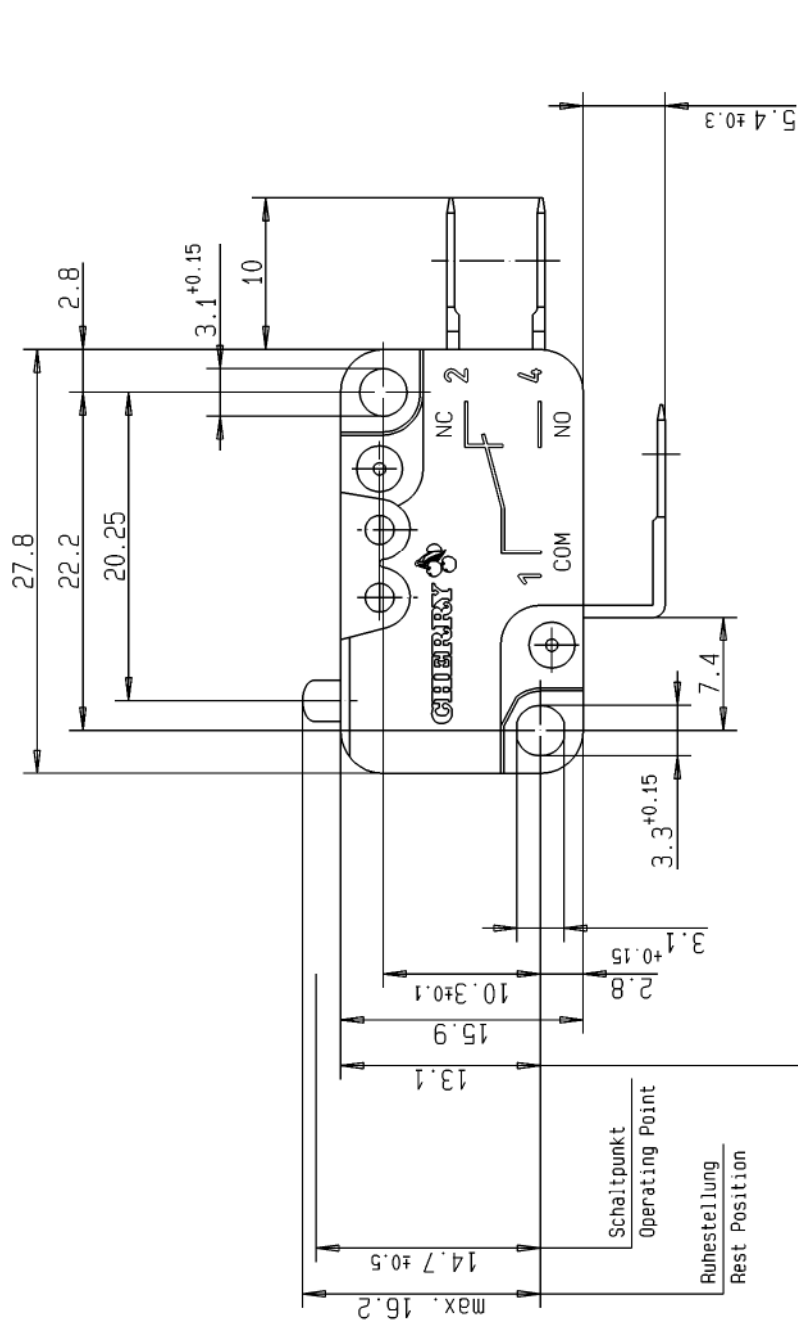 5.4 ±0.3
2.8
3.1 +0.15
10
27.8
22.2
20.25
NC
2
4
NO
CHERRY
1
COM
7.4
3.3 +0.15
3.1 +0.15
10.3±0.1
2.8
15.9
13.1
Schaltpunkt
Operating Point
14.7 ±0.5
Ruhestellung
Rest Position
max. 16.2